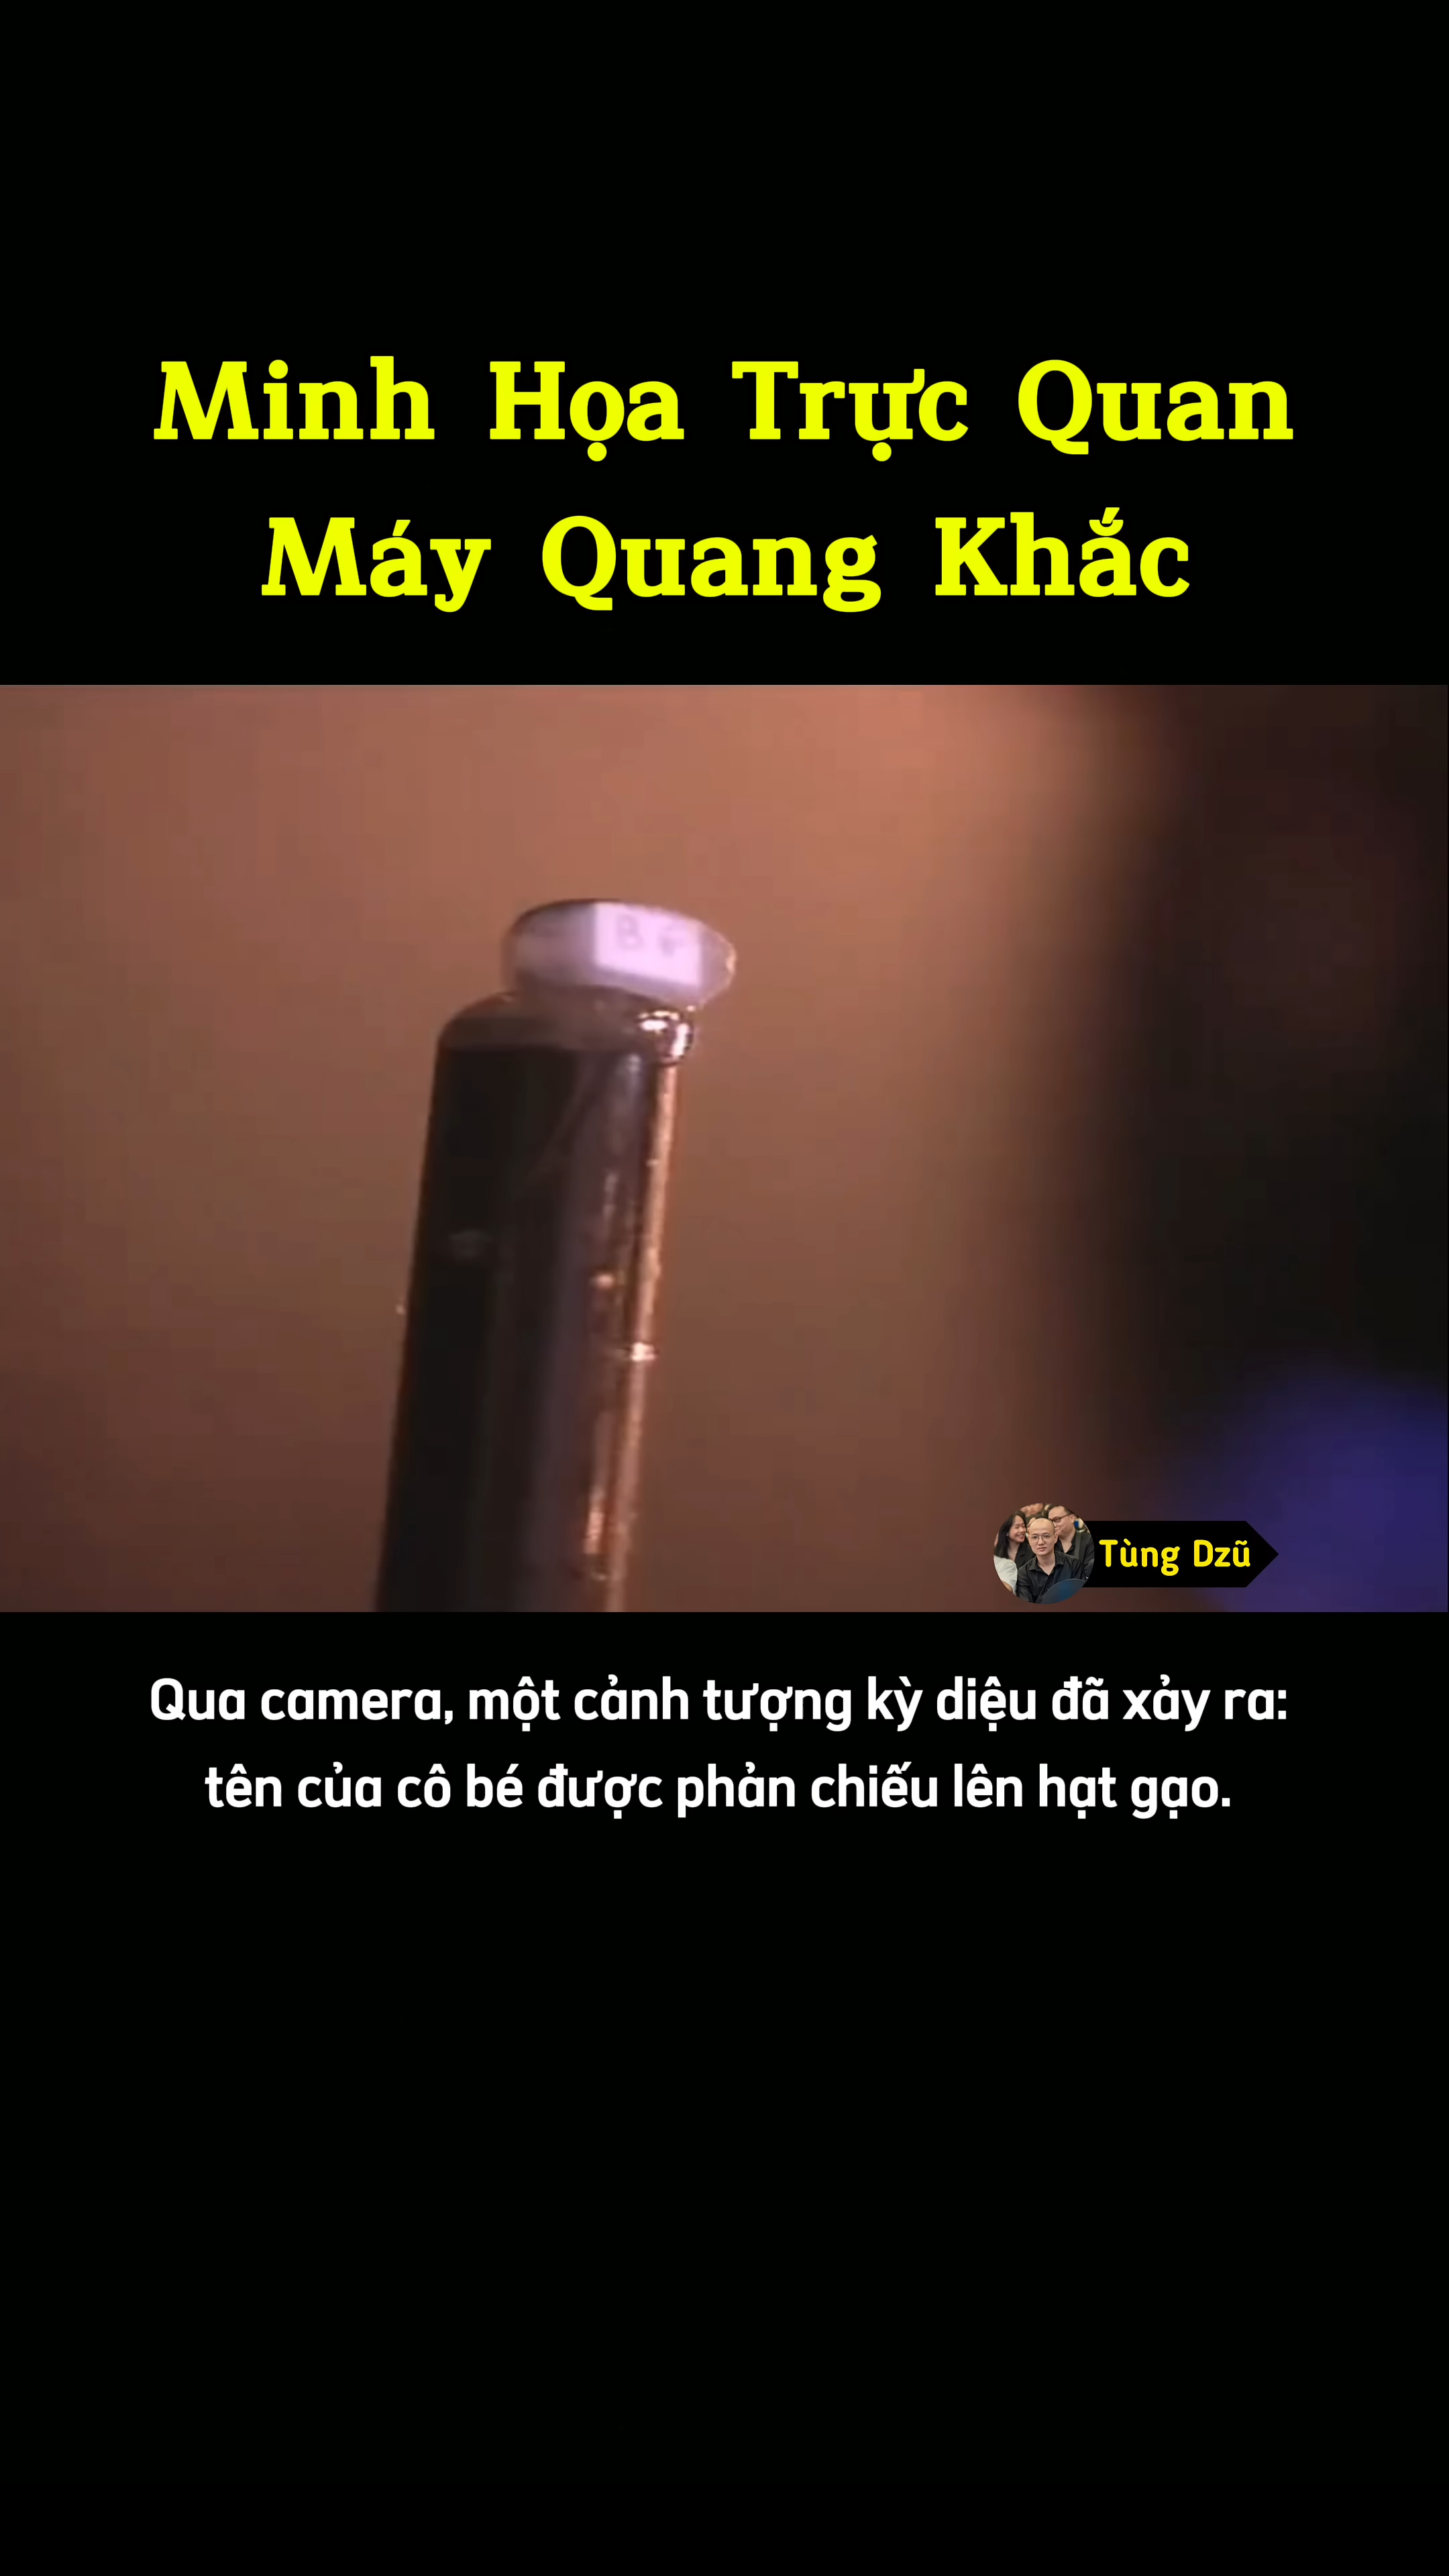 Minh Họa Trực Quan
Máy Quang Khắc
Tùng Dzũ
Qua camera, một cảnh tượng kỳ diệu đã xảy ra:
tên của cô bé được phản chiếu lên hạt gạo.